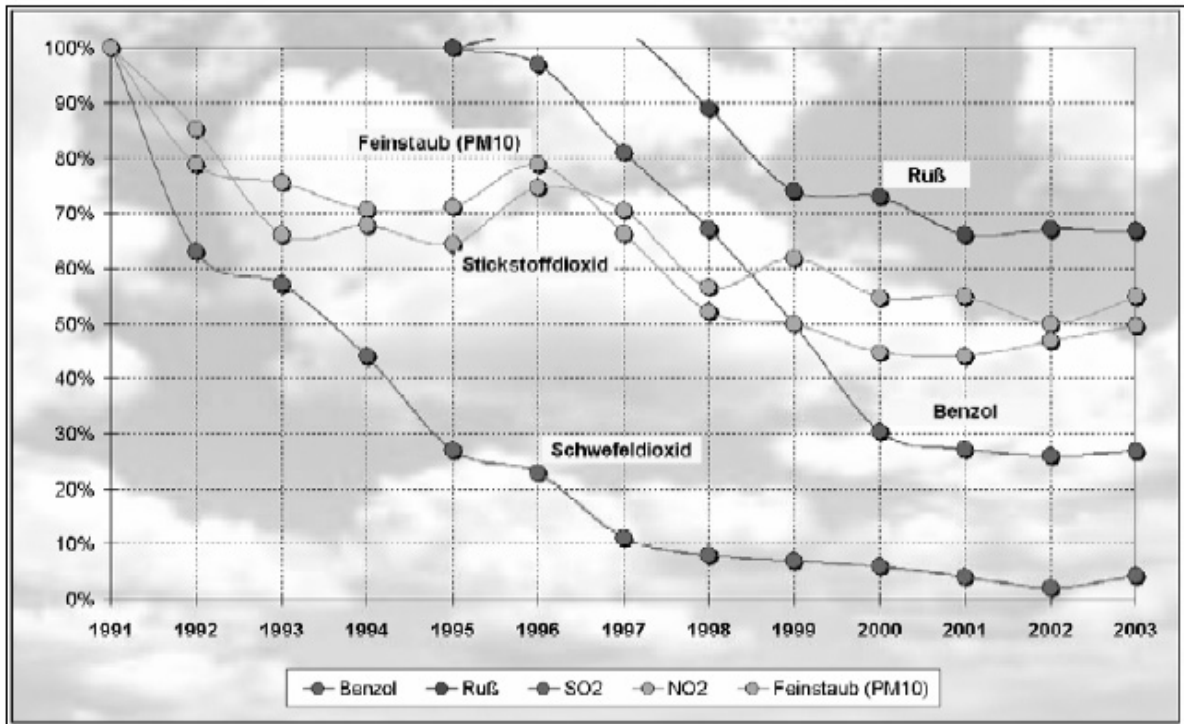 100%
90%
80%
70%
60%
50%
40%
30%
20%
10%
0%
Feinstaub (PM10)
Ruß
Stickstoffdioxid
Benzol
Schwefeldioxid
1991 1992 1993 1994 1995 1996 1997 1998 1999 2000 2001 2002 2003
Benzol Ruß SO2 NO2 Feinstaub (PM10)